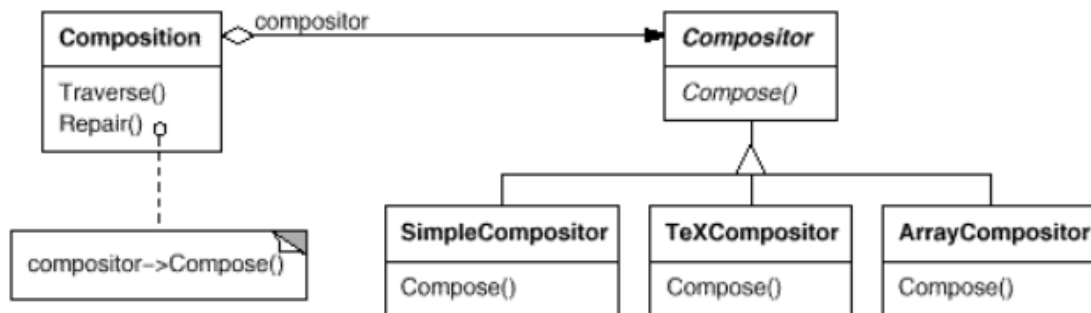 Composition
Traverse()
Repair()
compositor
Compositor
Compose()
compositor->Compose()
SimpleCompositor
Compose()
TeXCompositor
Compose()
ArrayCompositor
Compose()